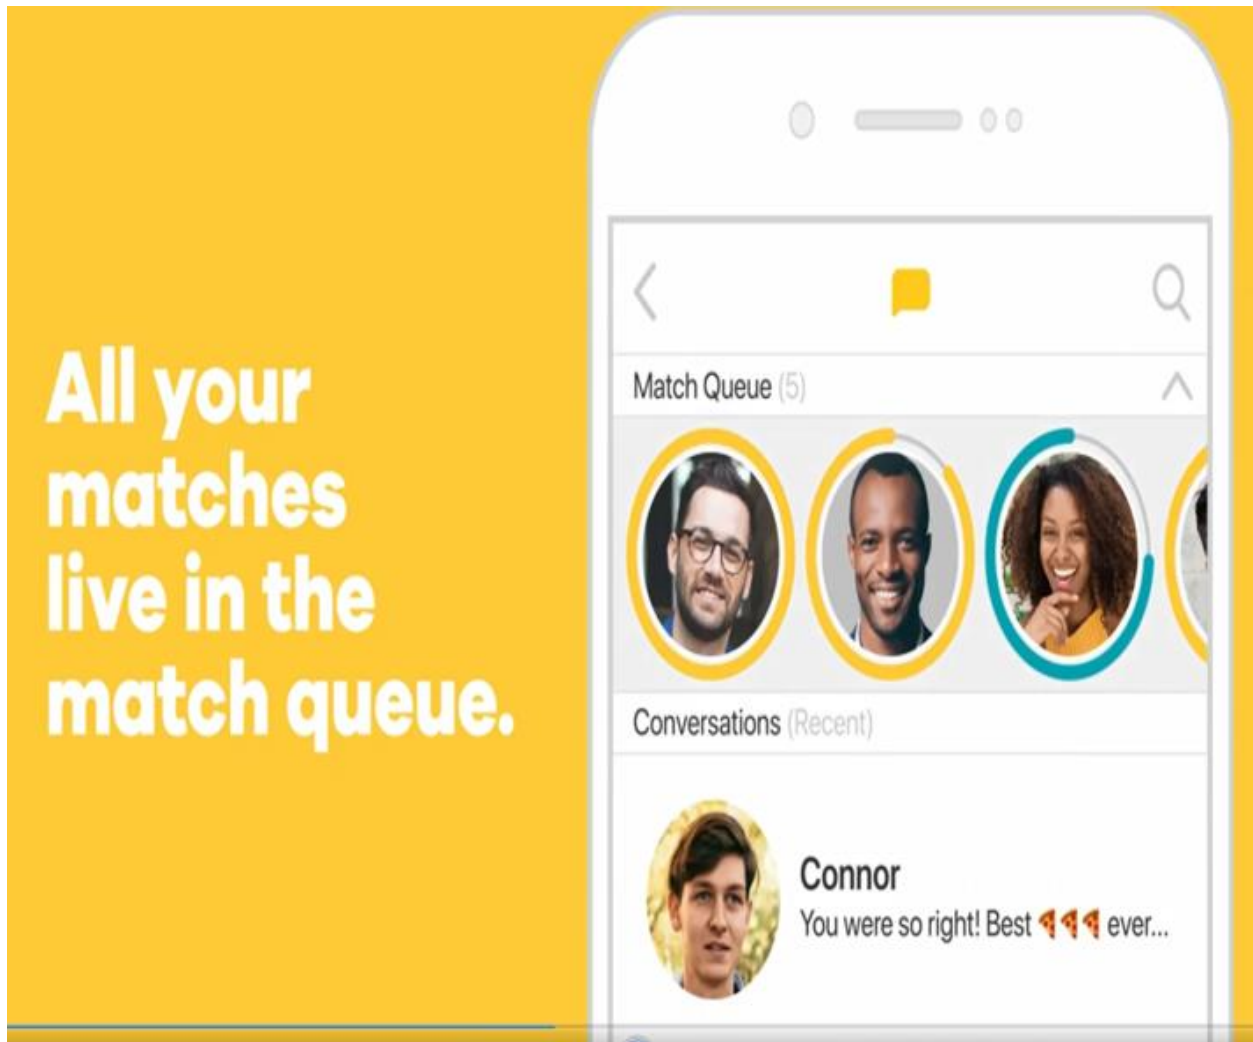 All your
matches
live in the
match queue.
Match Queue (5)
Conversations (Recent)
Connor
You were so right! Best 🍕🍕🍕 ever...